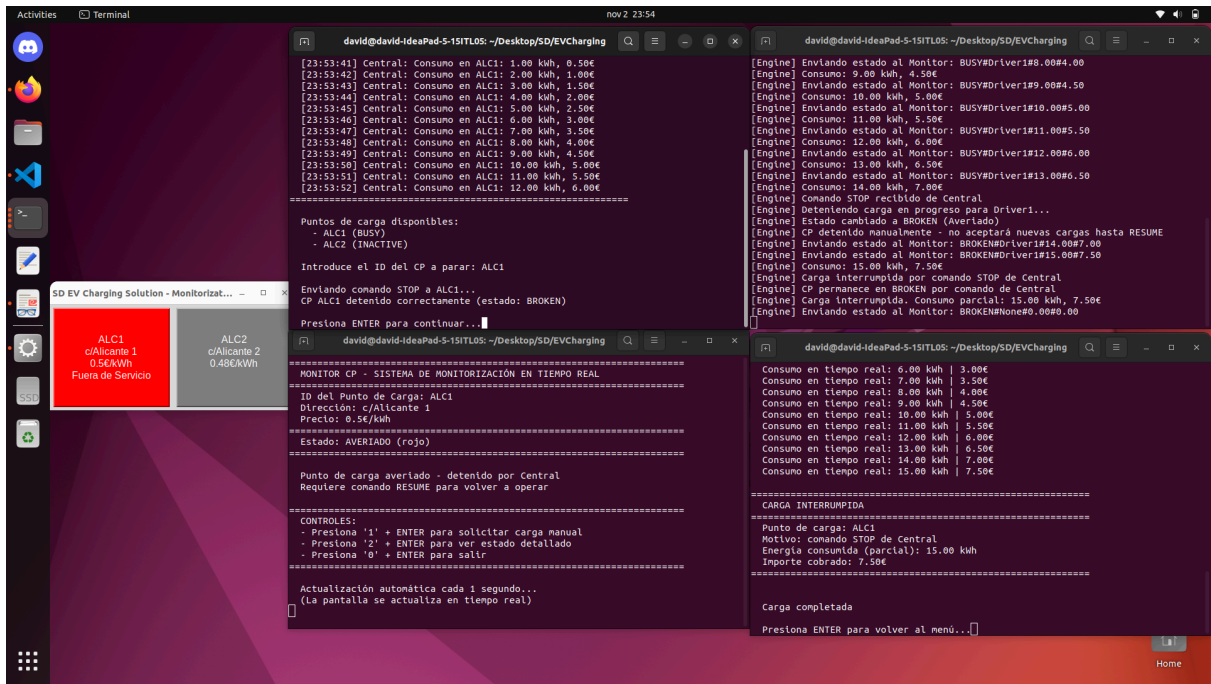 Activities
Terminal
nov 2 23:54
david@david-IdeaPad-5-15ITL05: ~/Desktop/SD/EVCharging
[23:53:41] Central: Consumo en ALC1: 1.00 kWh, 0.50€
[23:53:42] Central: Consumo en ALC1: 2.00 kWh, 1.00€
[23:53:43] Central: Consumo en ALC1: 3.00 kWh, 1.50€
[23:53:44] Central: Consumo en ALC1: 4.00 kWh, 2.00€
[23:53:45] Central: Consumo en ALC1: 5.00 kWh, 2.50€
[23:53:46] Central: Consumo en ALC1: 6.00 kWh, 3.00€
[23:53:47] Central: Consumo en ALC1: 7.00 kWh, 3.50€
[23:53:48] Central: Consumo en ALC1: 8.00 kWh, 4.00€
[23:53:49] Central: Consumo en ALC1: 9.00 kWh, 4.50€
[23:53:50] Central: Consumo en ALC1: 10.00 kWh, 5.00€
[23:53:51] Central: Consumo en ALC1: 11.00 kWh, 5.50€
[23:53:52] Central: Consumo en ALC1: 12.00 kWh, 6.00€
============================================================
Puntos de carga disponibles:
- ALC1 (BUSY)
- ALC2 (INACTIVE)
Introduce el ID del CP a parar: ALC1
Enviando comando STOP a ALC1...
CP ALC1 detenido correctamente (estado: BROKEN)
Presiona ENTER para continuar...
david@david-IdeaPad-5-15ITL05: ~/Desktop/SD/EVCharging
[Engine] Enviando estado al Monitor: BUSY#Driver1#8.00#4.00
[Engine] Consumo: 9.00 kWh, 4.50€
[Engine] Enviando estado al Monitor: BUSY#Driver1#9.00#4.50
[Engine] Consumo: 10.00 kWh, 5.00€
[Engine] Enviando estado al Monitor: BUSY#Driver1#10.00#5.00
[Engine] Consumo: 11.00 kWh, 5.50€
[Engine] Enviando estado al Monitor: BUSY#Driver1#11.00#5.50
[Engine] Consumo: 12.00 kWh, 6.00€
[Engine] Enviando estado al Monitor: BUSY#Driver1#12.00#6.00
[Engine] Consumo: 13.00 kWh, 6.50€
[Engine] Enviando estado al Monitor: BUSY#Driver1#13.00#6.50
[Engine] Consumo: 14.00 kWh, 7.00€
[Engine] Comando STOP recibido de Central
[Engine] Deteniendo carga en progreso para Driver1...
[Engine] Estado cambiado a BROKEN (Averiado)
[Engine] CP detenido manualmente - no aceptará nuevas cargas hasta RESUME
[Engine] Enviando estado al Monitor: BROKEN#Driver1#14.00#7.00
[Engine] Enviando estado al Monitor: BROKEN#Driver1#15.00#7.50
[Engine] Consumo: 15.00 kWh, 7.50€
[Engine] Carga interrumpida por comando STOP de Central
[Engine] CP permanece en BROKEN por comando de Central
[Engine] Carga interrumpida. Consumo parcial: 15.00 kWh, 7.50€
[Engine] Enviando estado al Monitor: BROKEN#None#0.00#0.00
SD EV Charging Solution - Monitorizat...
ALC1
c/Alicante 1
0.5€/kWh
Fuera de Servicio
ALC2
c/Alicante 2
0.48€/kWh
david@david-IdeaPad-5-15ITL05: ~/Desktop/SD/EVCharging
======================================================================
MONITOR CP - SISTEMA DE MONITORIZACIÓN EN TIEMPO REAL
======================================================================
ID del Punto de Carga: ALC1
Dirección: c/Alicante 1
Precio: 0.5€/kWh
======================================================================
Estado: AVERIADO (rojo)
======================================================================
Punto de carga averiado - detenido por Central
Requiere comando RESUME para volver a operar
======================================================================
CONTROLES:
- Presiona '1' + ENTER para solicitar carga manual
- Presiona '2' + ENTER para ver estado detallado
- Presiona '0' + ENTER para salir
======================================================================
Actualización automática cada 1 segundo...
(La pantalla se actualiza en tiempo real)
david@david-IdeaPad-5-15ITL05: ~/Desktop/SD/EVCharging
Consumo en tiempo real: 6.00 kWh | 3.00€
Consumo en tiempo real: 7.00 kWh | 3.50€
Consumo en tiempo real: 8.00 kWh | 4.00€
Consumo en tiempo real: 9.00 kWh | 4.50€
Consumo en tiempo real: 10.00 kWh | 5.00€
Consumo en tiempo real: 11.00 kWh | 5.50€
Consumo en tiempo real: 12.00 kWh | 6.00€
Consumo en tiempo real: 13.00 kWh | 6.50€
Consumo en tiempo real: 14.00 kWh | 7.00€
Consumo en tiempo real: 15.00 kWh | 7.50€
============================================================
CARGA INTERRUMPIDA
============================================================
Punto de carga: ALC1
Motivo: comando STOP de Central
Energía consumida (parcial): 15.00 kWh
Importe cobrado: 7.50€
============================================================
Carga completada
Presiona ENTER para volver al menú...
SSD
Home